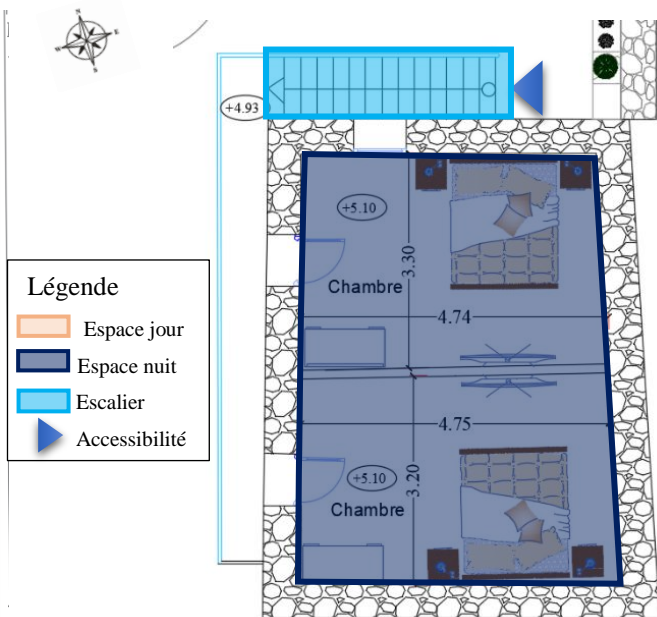 N
W E
S
+4.93
+5.10
3.30
Chambre
4.74
Légende
Espace jour
Espace nuit
Escalier
Accessibilité
4.75
+5.10
3.20
Chambre